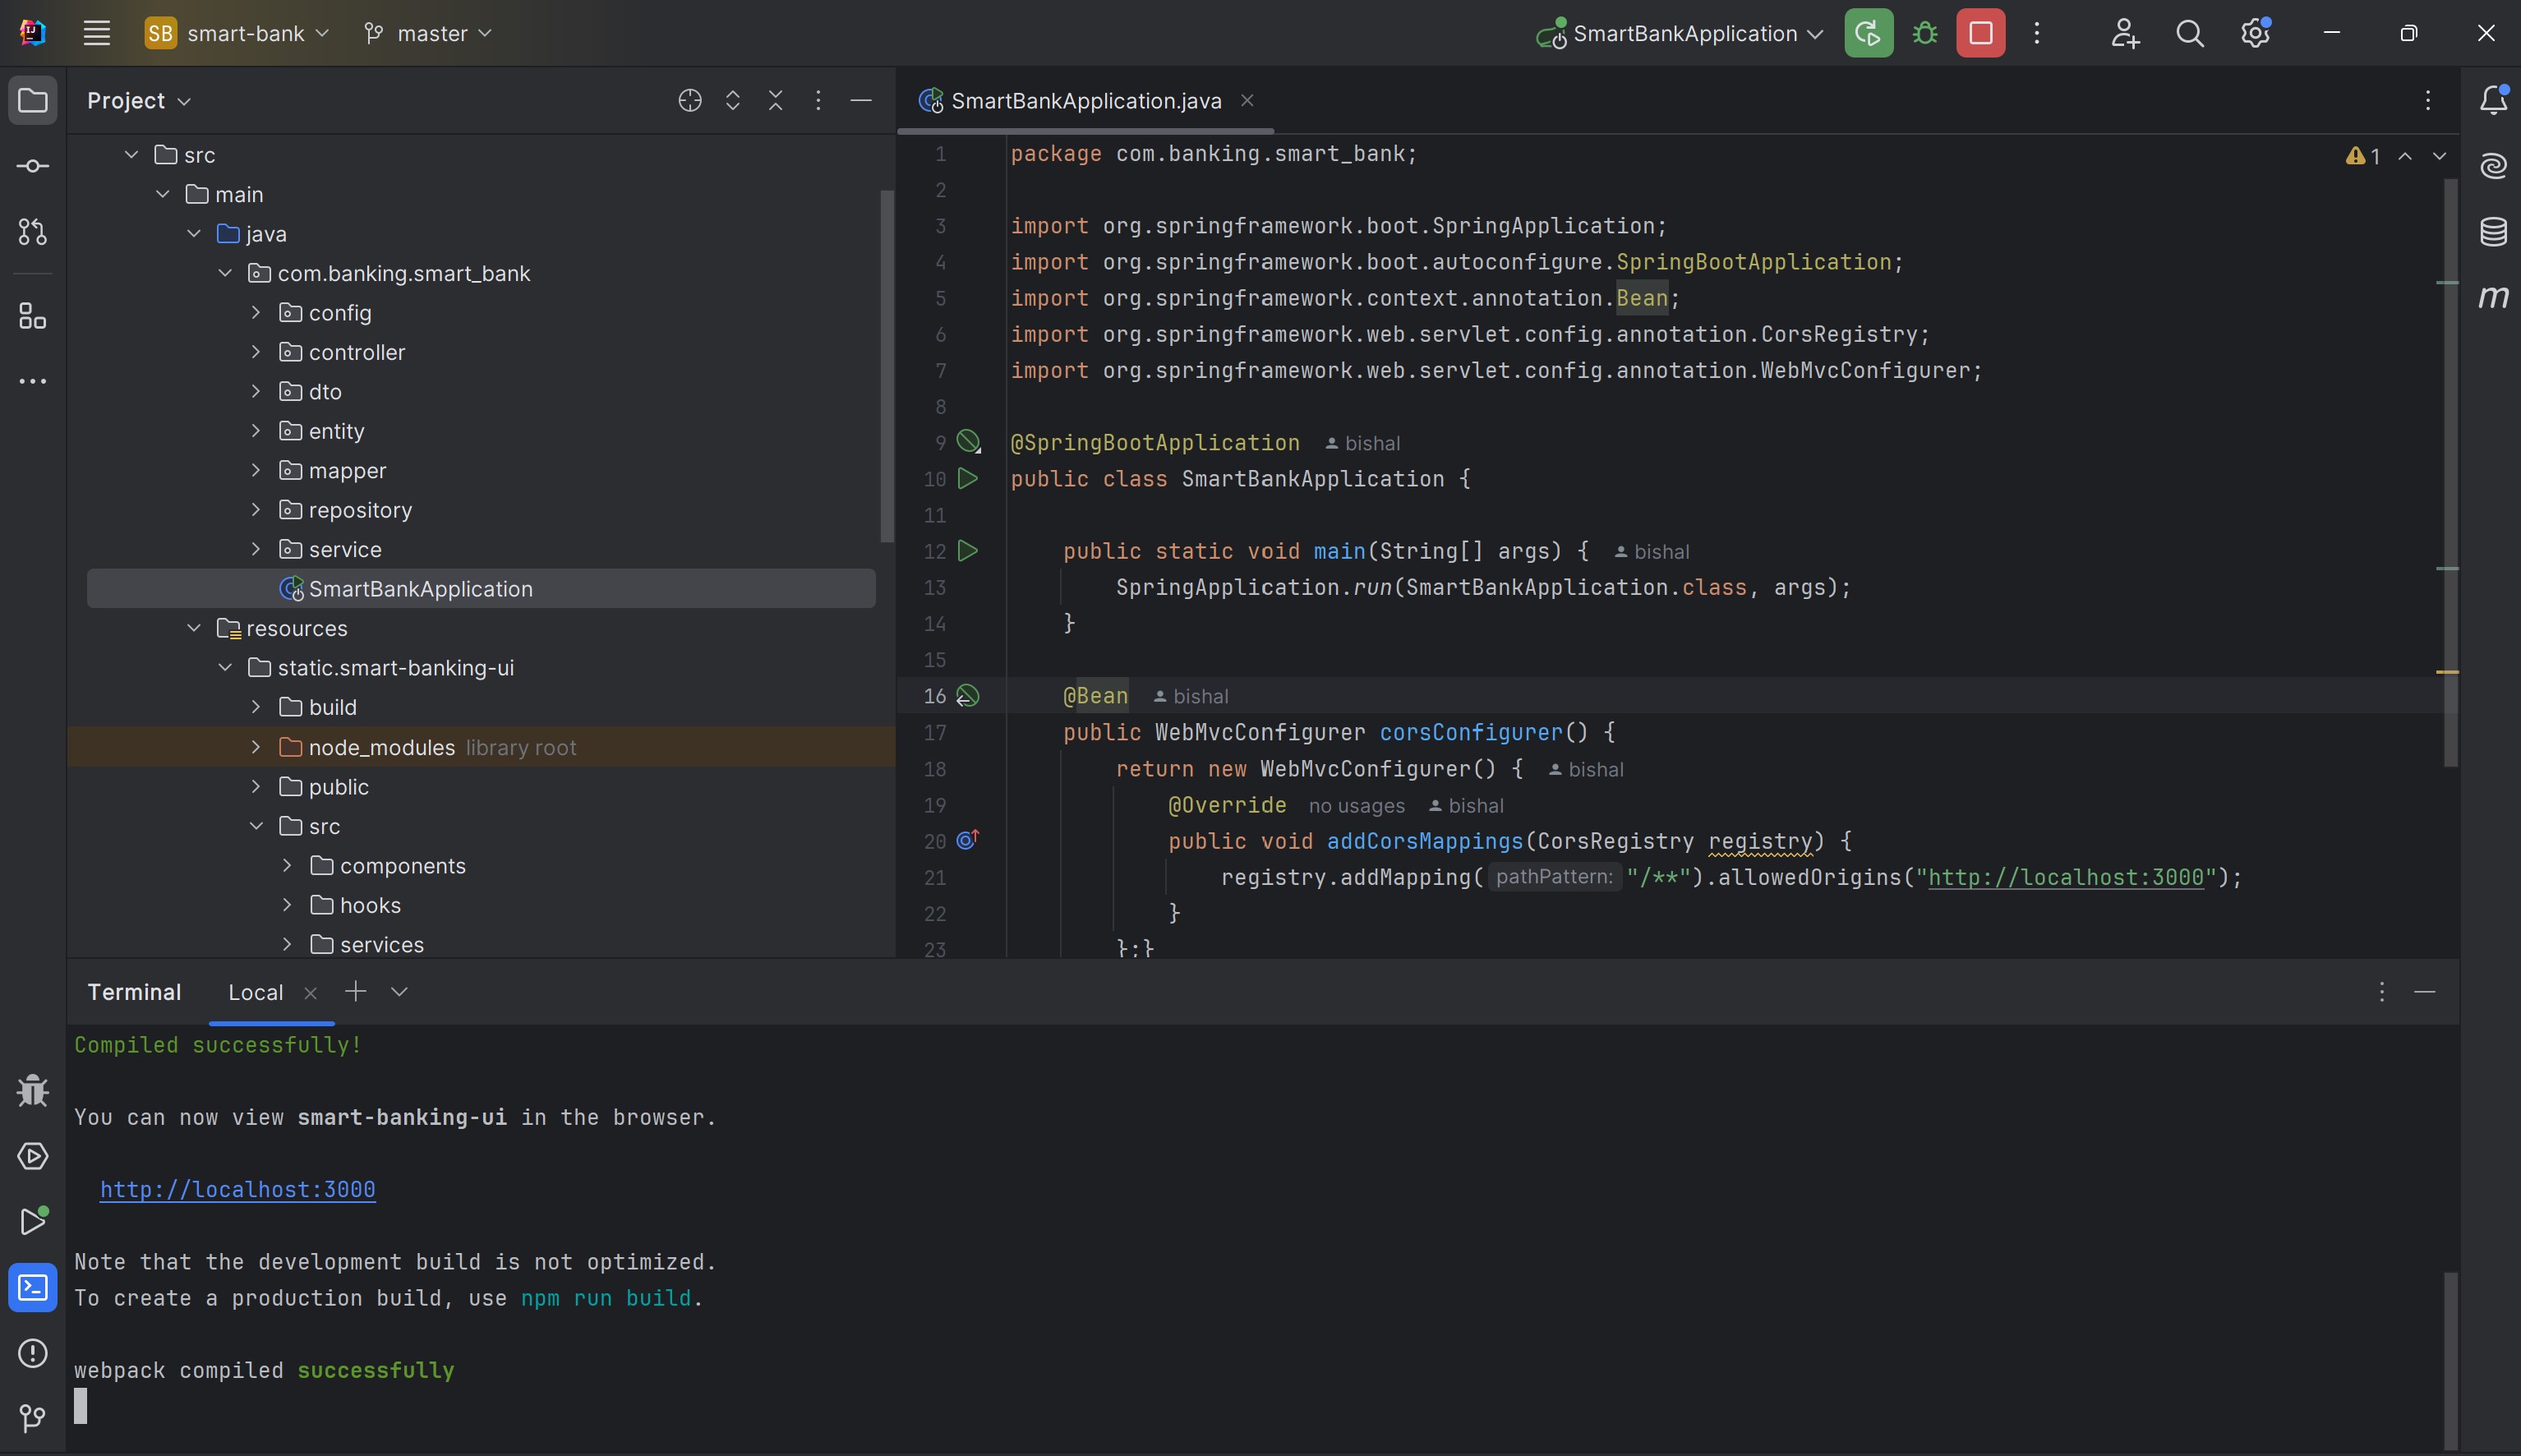 SB smart-bank master SmartBankApplication
Project
SmartBankApplication.java
src
main
java
com.banking.smart_bank
config
controller
dto
entity
mapper
repository
service
SmartBankApplication
resources
static.smart-banking-ui
build
node_modules library root
public
src
components
hooks
services
1 package com.banking.smart_bank;
2
3 import org.springframework.boot.SpringApplication;
4 import org.springframework.boot.autoconfigure.SpringBootApplication;
5 import org.springframework.context.annotation.Bean;
6 import org.springframework.web.servlet.config.annotation.CorsRegistry;
7 import org.springframework.web.servlet.config.annotation.WebMvcConfigurer;
8
9 @SpringBootApplication bishal
10 public class SmartBankApplication {
11
12 public static void main(String[] args) { bishal
13 SpringApplication.run(SmartBankApplication.class, args);
14 }
15
16 @Bean bishal
17 public WebMvcConfigurer corsConfigurer() {
18 return new WebMvcConfigurer() { bishal
19 @Override no usages bishal
20 public void addCorsMappings(CorsRegistry registry) {
21 registry.addMapping( pathPattern: "/**").allowedOrigins("http://localhost:3000");
22 }
23 };}
1
m
Terminal Local
Compiled successfully!
You can now view smart-banking-ui in the browser.
http://localhost:3000
Note that the development build is not optimized.
To create a production build, use npm run build.
webpack compiled successfully